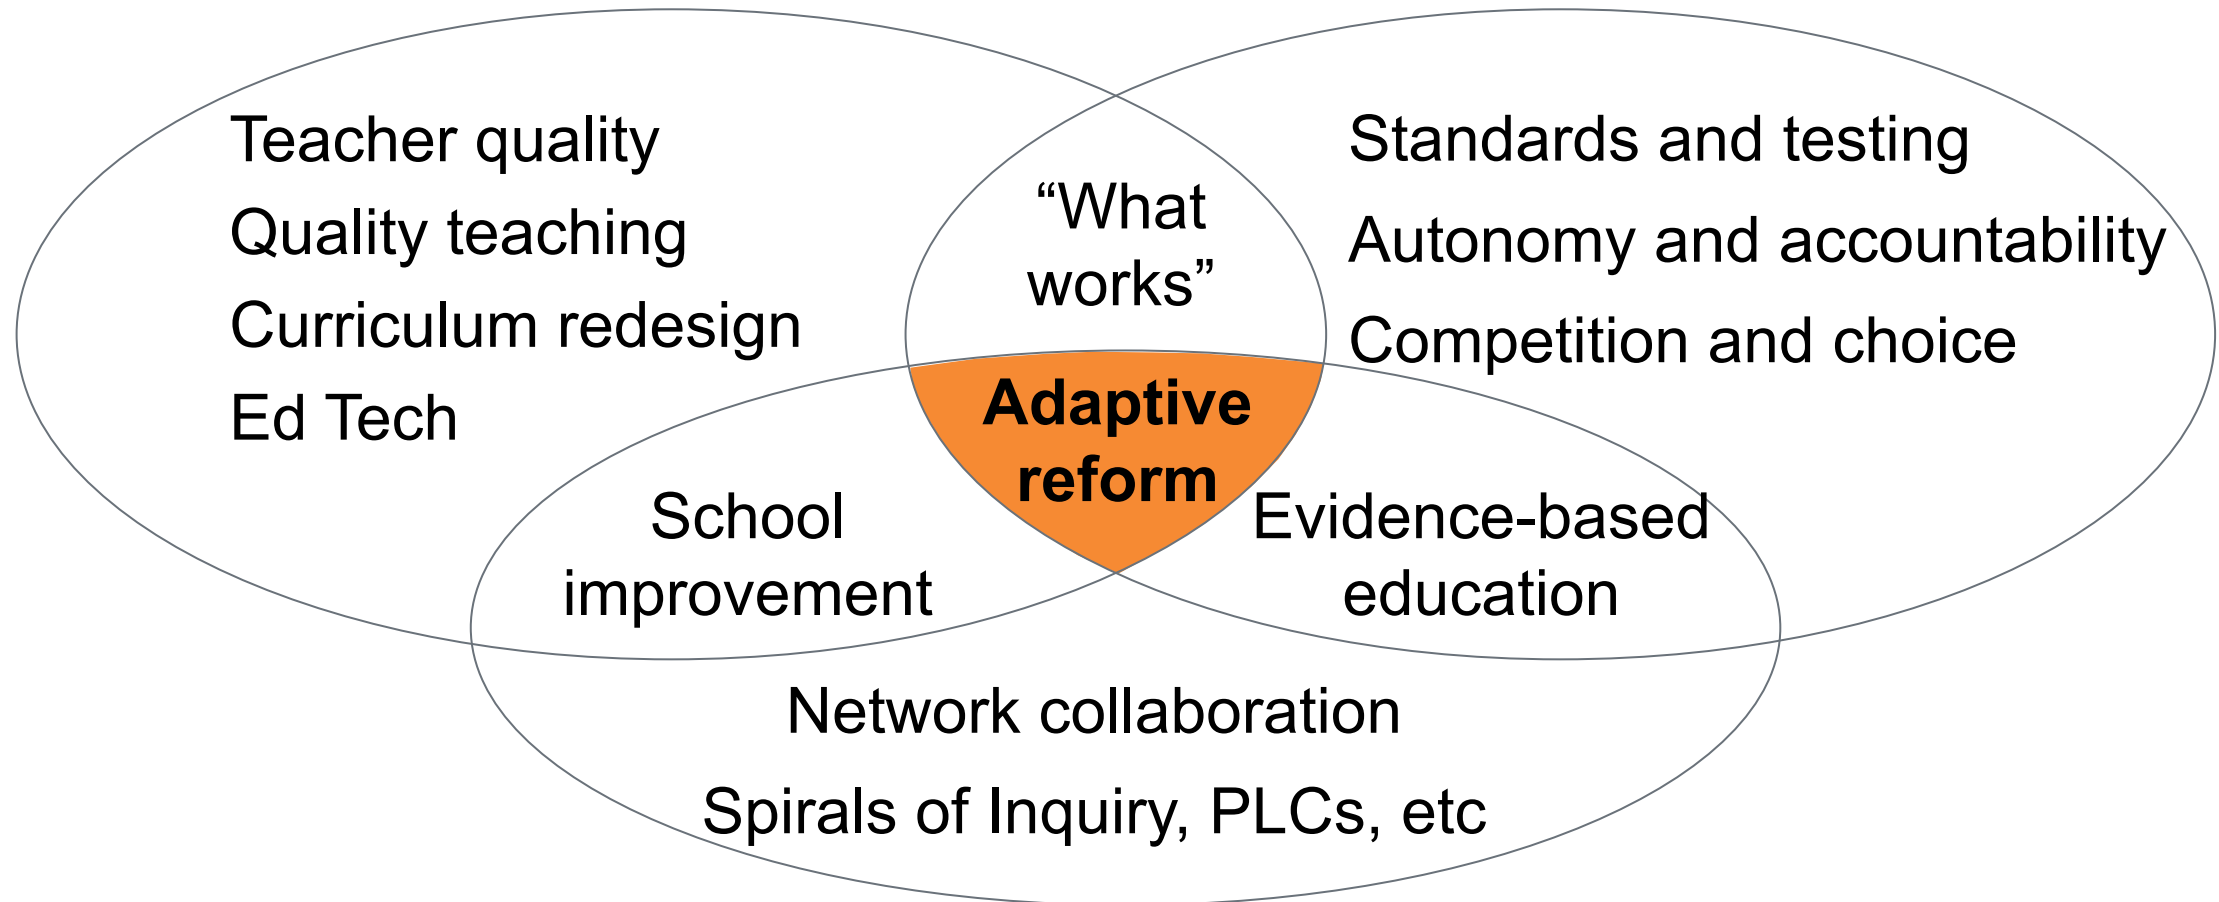 Teacher quality
Quality teaching
Curriculum redesign
Ed Tech
“What
works”
Standards and testing
Autonomy and accountability
Competition and choice
Adaptive
reform
School
improvement
Evidence-based
education
Network collaboration
Spirals of Inquiry, PLCs, etc